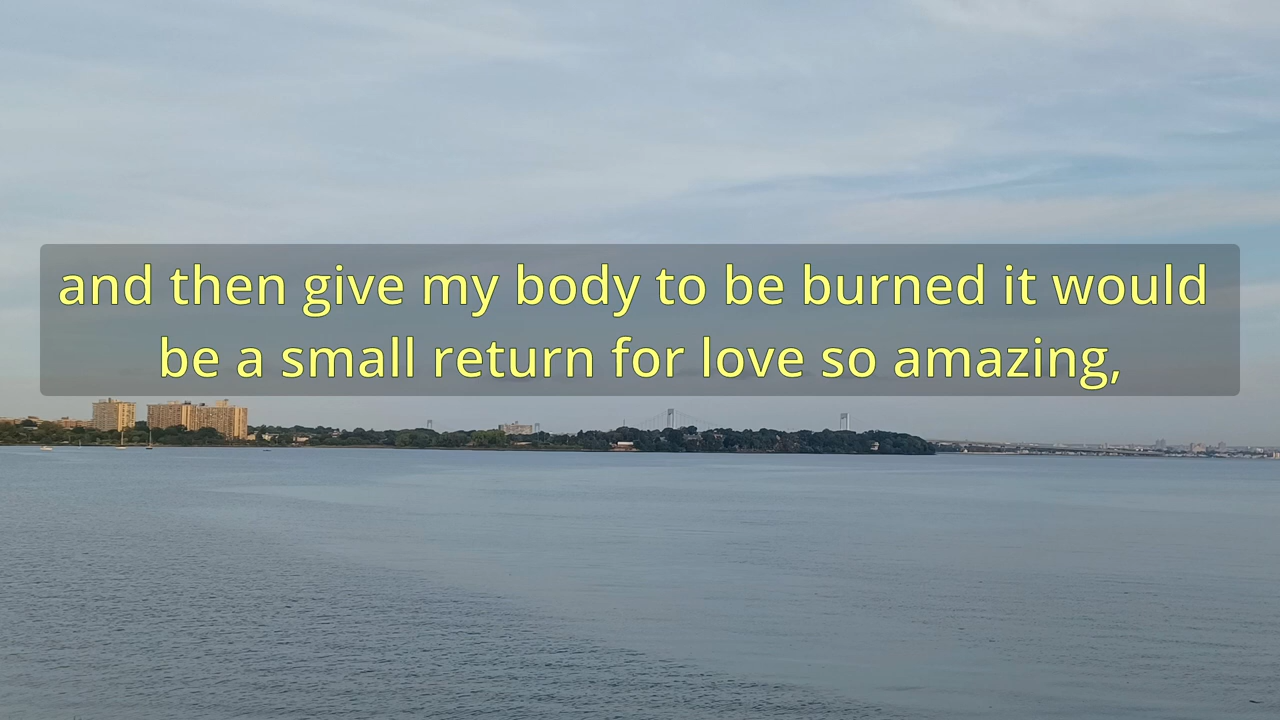 and then give my body to be burned it would
be a small return for love so amazing,